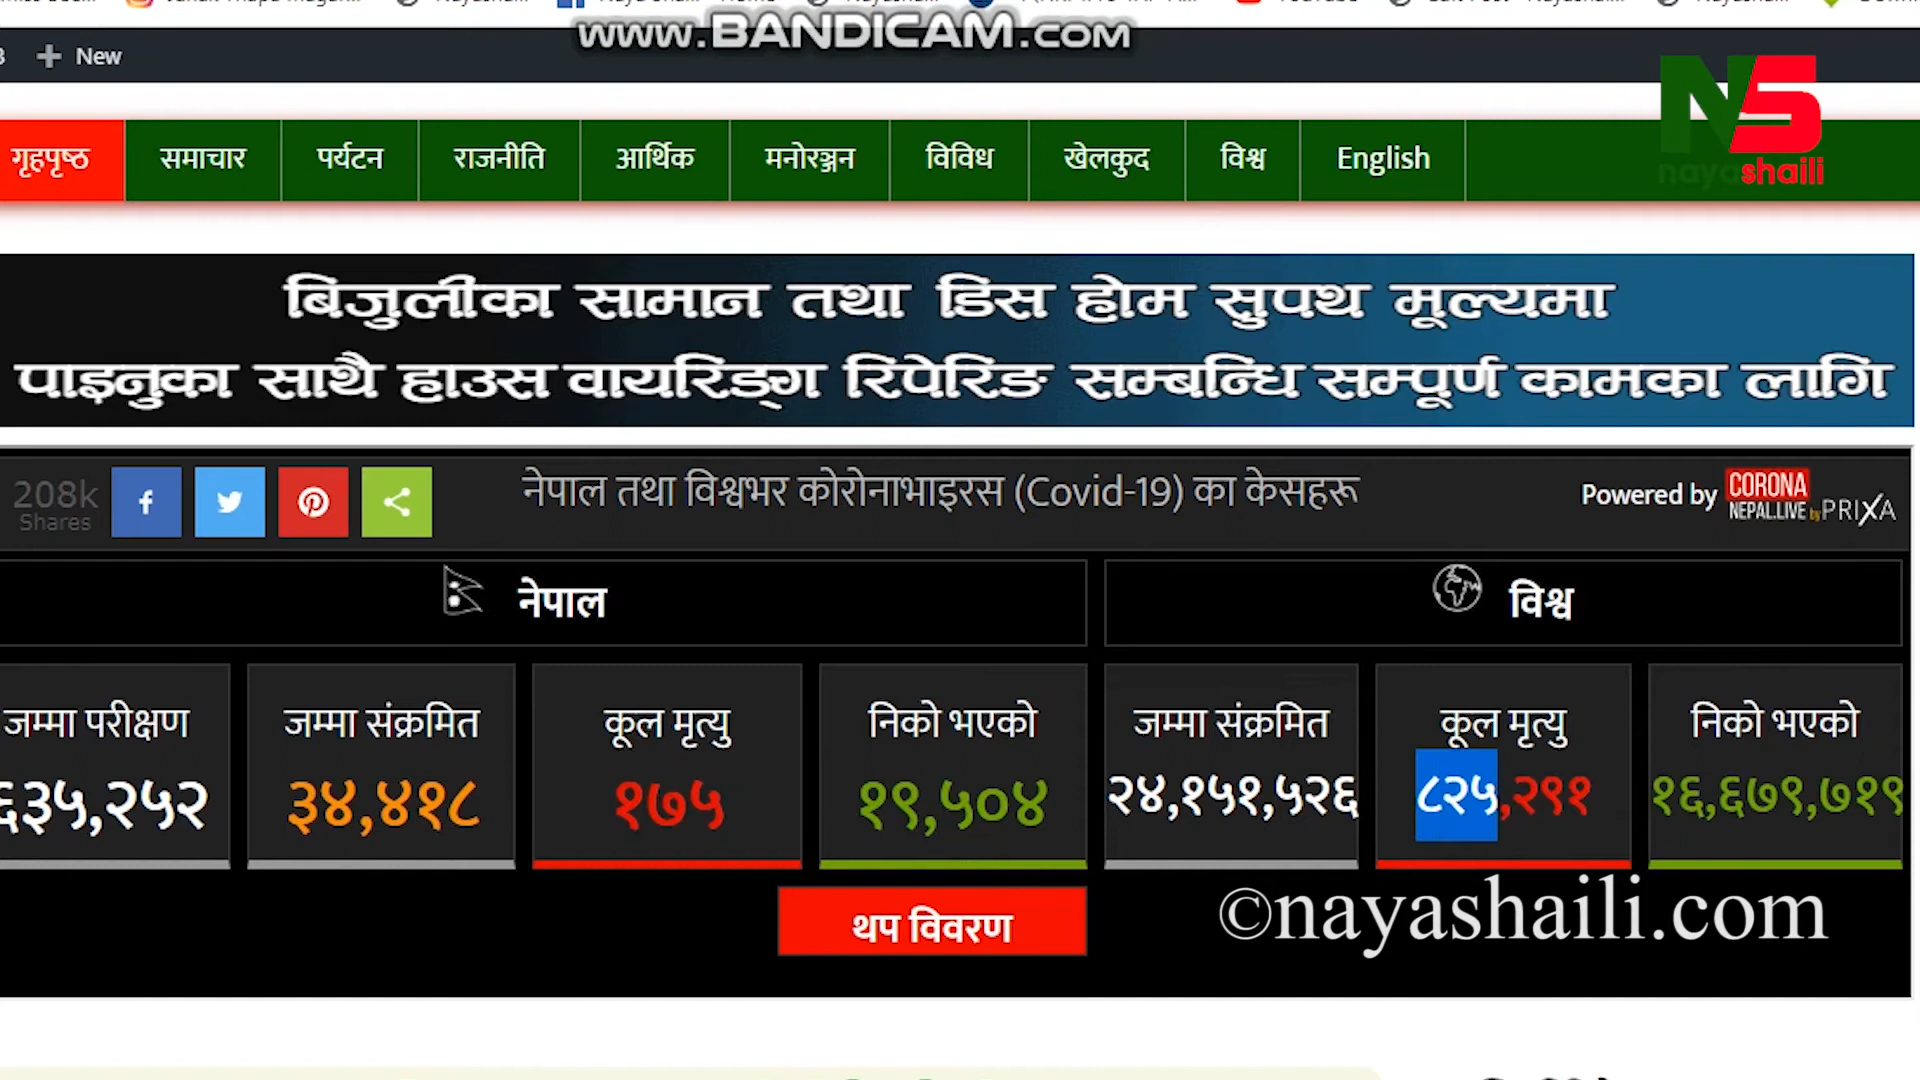 www.BANDICAM.com
New
nayashaili
गृहपृष्ठ समाचार पर्यटन राजनीति आर्थिक मनोरञ्जन विविध खेलकुद विश्व English
बिजुलीका सामान तथा डिस होम सुपथ मूल्यमा
पाइनुका साथै हाउस वायरिङ्ग रिपेरिङ सम्बन्धि सम्पूर्ण कामका लागि
208k
Shares
नेपाल तथा विश्वभर कोरोनाभाइरस (Covid-19) का केसहरू
Powered by CORONA NEPAL.LIVE by PRIXA
नेपाल विश्व
जम्मा परीक्षण जम्मा संक्रमित कूल मृत्यु निको भएको जम्मा संक्रमित कूल मृत्यु निको भएको
६३५,२५२ ३४,४१८ १७५ १९,५०४ २४,१५१,५२६ ८२५,२९१ १६,६७९,७१९
थप विवरण
©nayashaili.com